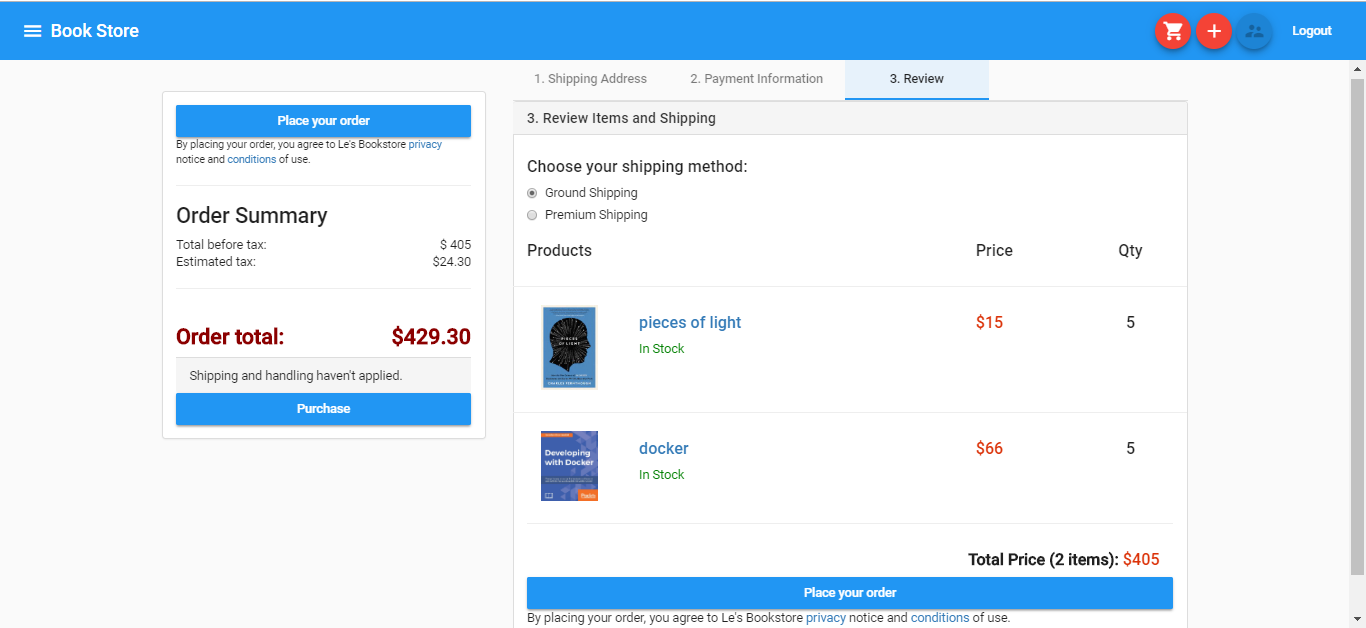 Book Store
Logout
1. Shipping Address
2. Payment Information
3. Review
Place your order
By placing your order, you agree to Le's Bookstore privacy
notice and conditions of use.
Order Summary
Total before tax: $ 405
Estimated tax: $24.30
Order total: $429.30
Shipping and handling haven't applied.
Purchase
3. Review Items and Shipping
Choose your shipping method:
Ground Shipping
Premium Shipping
Products Price Qty
PIECES
OF LIGHT
CHARLES FERNYHOUGH
pieces of light $15 5
In Stock
Developing
with Docker
docker $66 5
In Stock
Total Price (2 items): $405
Place your order
By placing your order, you agree to Le's Bookstore privacy notice and conditions of use.